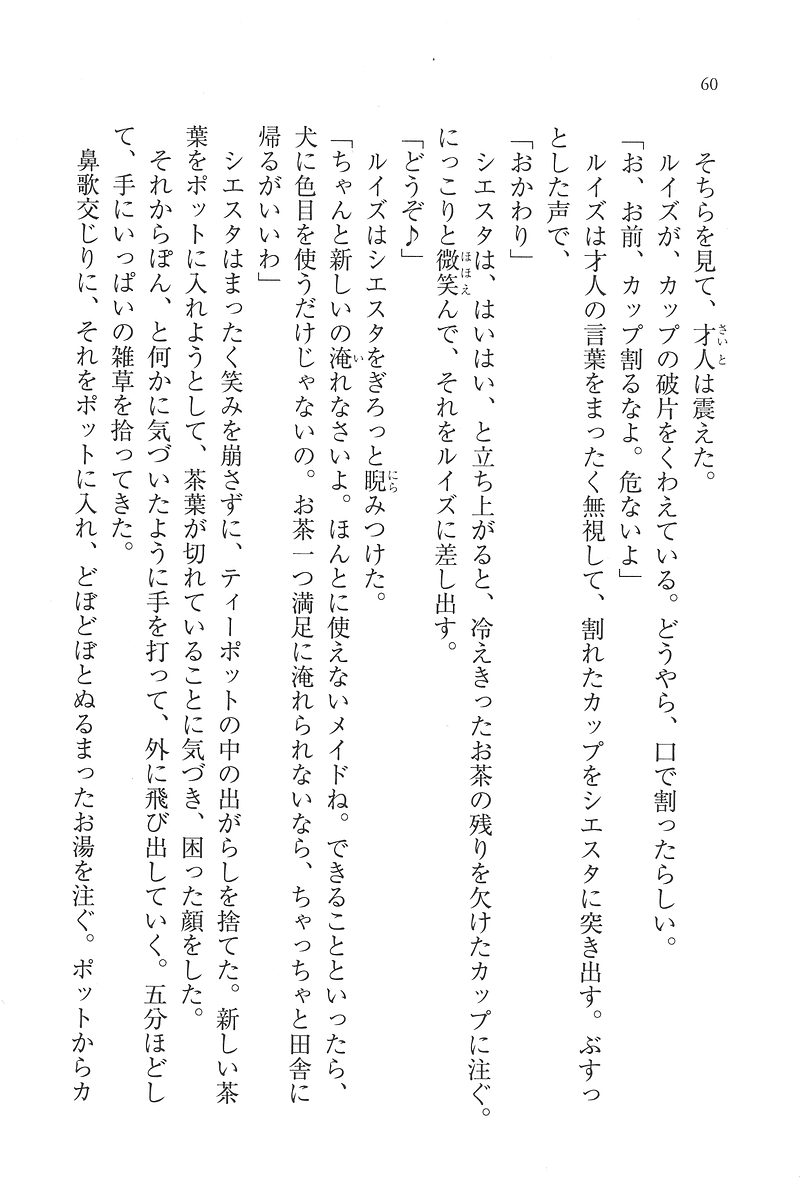 60
そちらを見て、才人は震えた。
ルイズが、カップの破片をくわえている。どうやら、口で割ったらしい。
「お、お前、カップ割るなよ。危ないよ」
ルイズは才人の言葉をまったく無視して、割れたカップをシエスタに突き出す。ぶすっ
とした声で、
「おかわり」
シエスタは、はいはい、と立ち上がると、冷えきったお茶の残りを欠けたカップに注ぐ。
にっこりと微笑んで、それをルイズに差し出す。
「どうぞ♪」
ルイズはシエスタをぎろっと睨みつけた。
「ちゃんと新しいの淹れなさいよ。ほんとに使えないメイドね。できることといったら、
犬に色目を使うだけじゃないの。お茶一つ満足に淹れられないなら、ちゃっちゃと田舎に
帰るがいいわ」
シエスタはまったく笑みを崩さずに、ティーポットの中の出がらしを捨てた。新しい茶
葉をポットに入れようとして、茶葉が切れていることに気づき、困った顔をした。
それからぽん、と何かに気づいたように手を打って、外に飛び出していく。五分ほどし
て、手にいっぱいの雑草を拾ってきた。
鼻歌交じりに、それをポットに入れ、どぼどぼとぬるまったお湯を注ぐ。ポットからカ